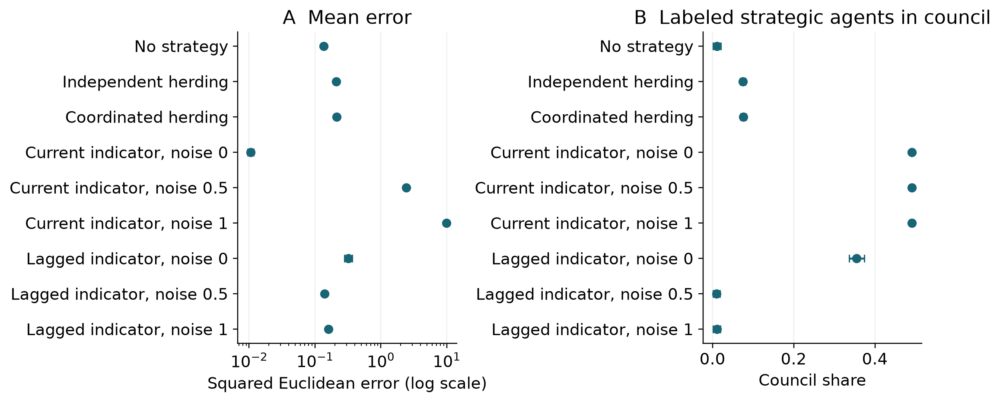 A  Mean error
No strategy
Independent herding
Coordinated herding
Current indicator, noise 0
Current indicator, noise 0.5
Current indicator, noise 1
Lagged indicator, noise 0
Lagged indicator, noise 0.5
Lagged indicator, noise 1
10⁻² 10⁻¹ 10⁰ 10¹
Squared Euclidean error (log scale)
B  Labeled strategic agents in council
No strategy
Independent herding
Coordinated herding
Current indicator, noise 0
Current indicator, noise 0.5
Current indicator, noise 1
Lagged indicator, noise 0
Lagged indicator, noise 0.5
Lagged indicator, noise 1
0.0 0.2 0.4
Council share